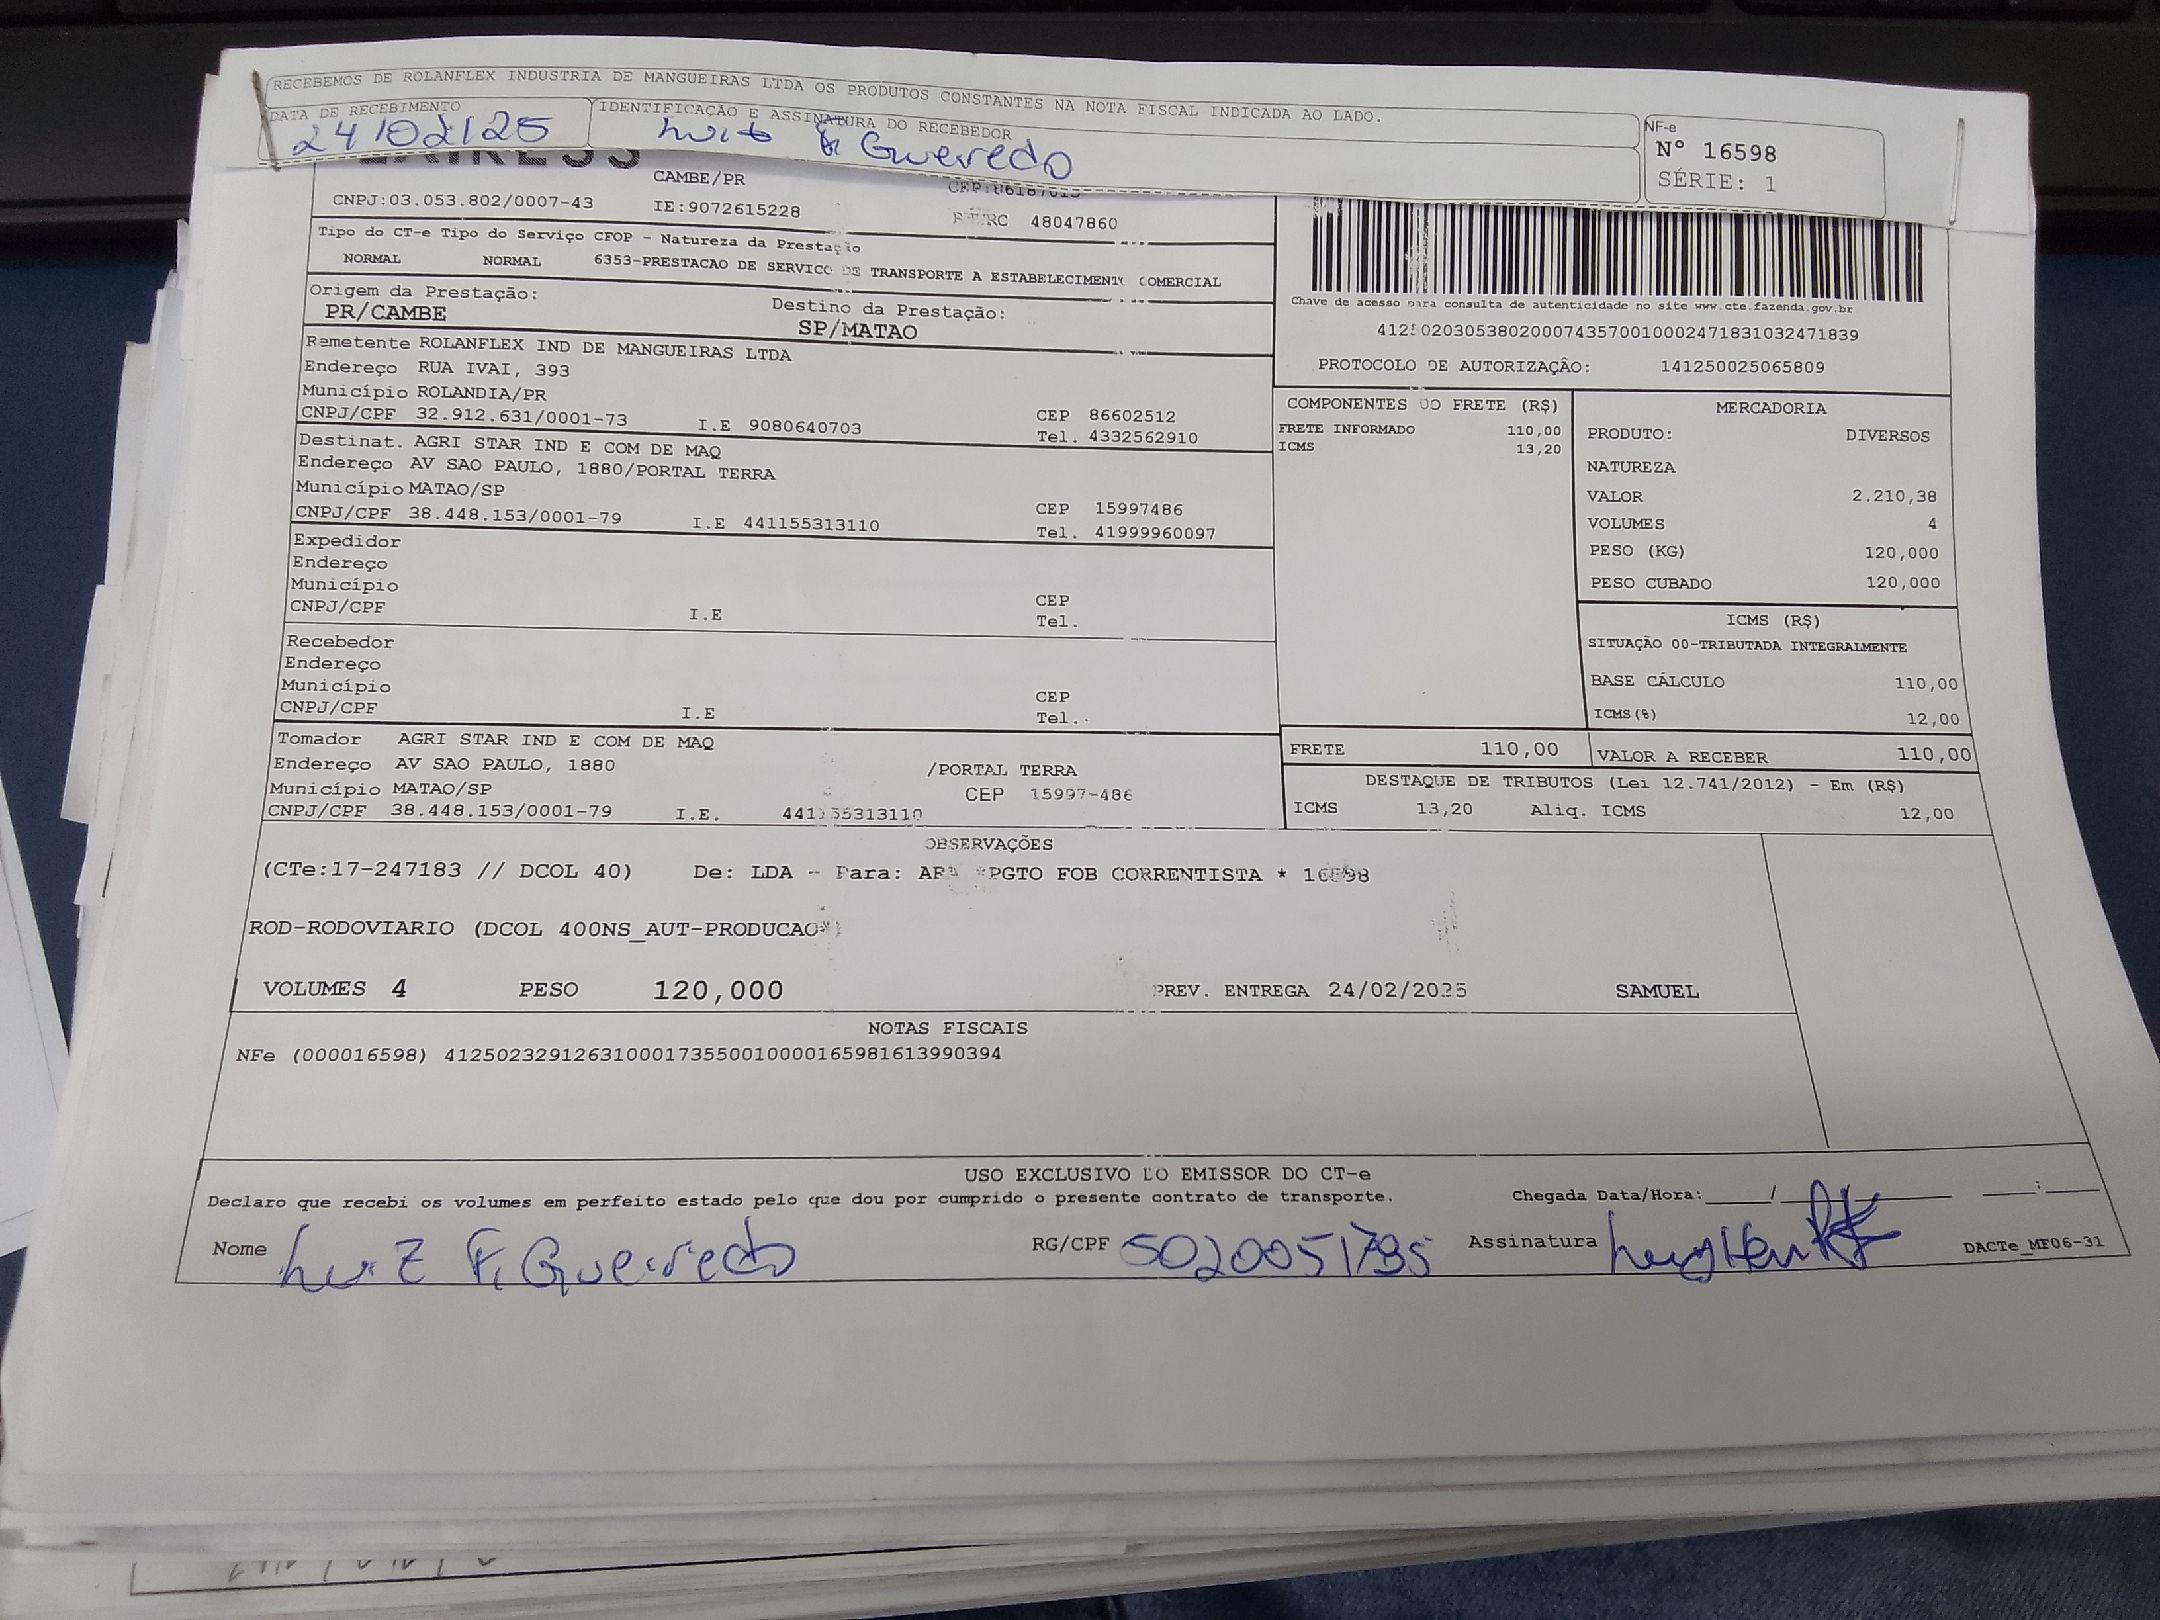 RECEBEMOS DE ROLANFLEX INDUSTRIA DE MANGUEIRAS LTDA OS PRODUTOS CONSTANTES NA NOTA FISCAL INDICADA AO LADO.
DATA DE RECEBIMENTO IDENTIFICAÇÃO E ASSINATURA DO RECEBEDOR
24/02/25
NF-e
Nº 16598
SÉRIE: 1
CAMBE/PR
CNPJ:03.053.802/0007-43 IE:9072615228 48047860
Tipo do CT-e Tipo do Serviço CFOP - Natureza da Prestação
NORMAL NORMAL 6353-PRESTACAO DE SERVICO DE TRANSPORTE A ESTABELECIMENTO COMERCIAL
Origem da Prestação: Destino da Prestação:
PR/CAMBE SP/MATAO
Chave de acesso para consulta de autenticidade no site www.cte.fazenda.gov.br
41250203053802000743570010002471831032471839
PROTOCOLO DE AUTORIZAÇÃO: 141250025065809
Remetente ROLANFLEX IND DE MANGUEIRAS LTDA
Endereço RUA IVAI, 393
Município ROLANDIA/PR
CNPJ/CPF 32.912.631/0001-73 I.E 9080640703 CEP 86602512
Tel. 4332562910
Destinat. AGRI STAR IND E COM DE MAQ
Endereço AV SAO PAULO, 1880/PORTAL TERRA
Município MATAO/SP
CNPJ/CPF 38.448.153/0001-79 I.E 441155313110 CEP 15997486
Tel. 41999960097
Expedidor
Endereço
Município
CNPJ/CPF I.E CEP
Tel.
Recebedor
Endereço
Município
CNPJ/CPF I.E CEP
Tel.
Tomador AGRI STAR IND E COM DE MAQ
Endereço AV SAO PAULO, 1880 /PORTAL TERRA
Município MATAO/SP CEP 15997-486
CNPJ/CPF 38.448.153/0001-79 I.E. 441155313110
COMPONENTES DO FRETE (R$)
FRETE INFORMADO 110,00
ICMS 13,20
MERCADORIA
PRODUTO: DIVERSOS
NATUREZA
VALOR 2.210,38
VOLUMES 4
PESO (KG) 120,000
PESO CUBADO 120,000
ICMS (R$)
SITUAÇÃO 00-TRIBUTADA INTEGRALMENTE
BASE CÁLCULO 110,00
ICMS(%) 12,00
FRETE 110,00 VALOR A RECEBER 110,00
DESTAQUE DE TRIBUTOS (Lei 12.741/2012) - Em (R$)
ICMS 13,20 Aliq. ICMS 12,00
OBSERVAÇÕES
(CTe:17-247183 // DCOL 40) De: LDA - Para: *PGTO FOB CORRENTISTA * 16598
ROD-RODOVIARIO (DCOL 400NS_AUT-PRODUCAO*)
VOLUMES 4 PESO 120,000 PREV. ENTREGA 24/02/2025 SAMUEL
NOTAS FISCAIS
NFe (000016598) 41250232912631000173550010000165981613990394
USO EXCLUSIVO DO EMISSOR DO CT-e
Declaro que recebi os volumes em perfeito estado pelo que dou por cumprido o presente contrato de transporte. Chegada Data/Hora:____/____ ____:____
Nome Luiz F. Gueiredo RG/CPF 5020051795 Assinatura DACTe_MF06-31